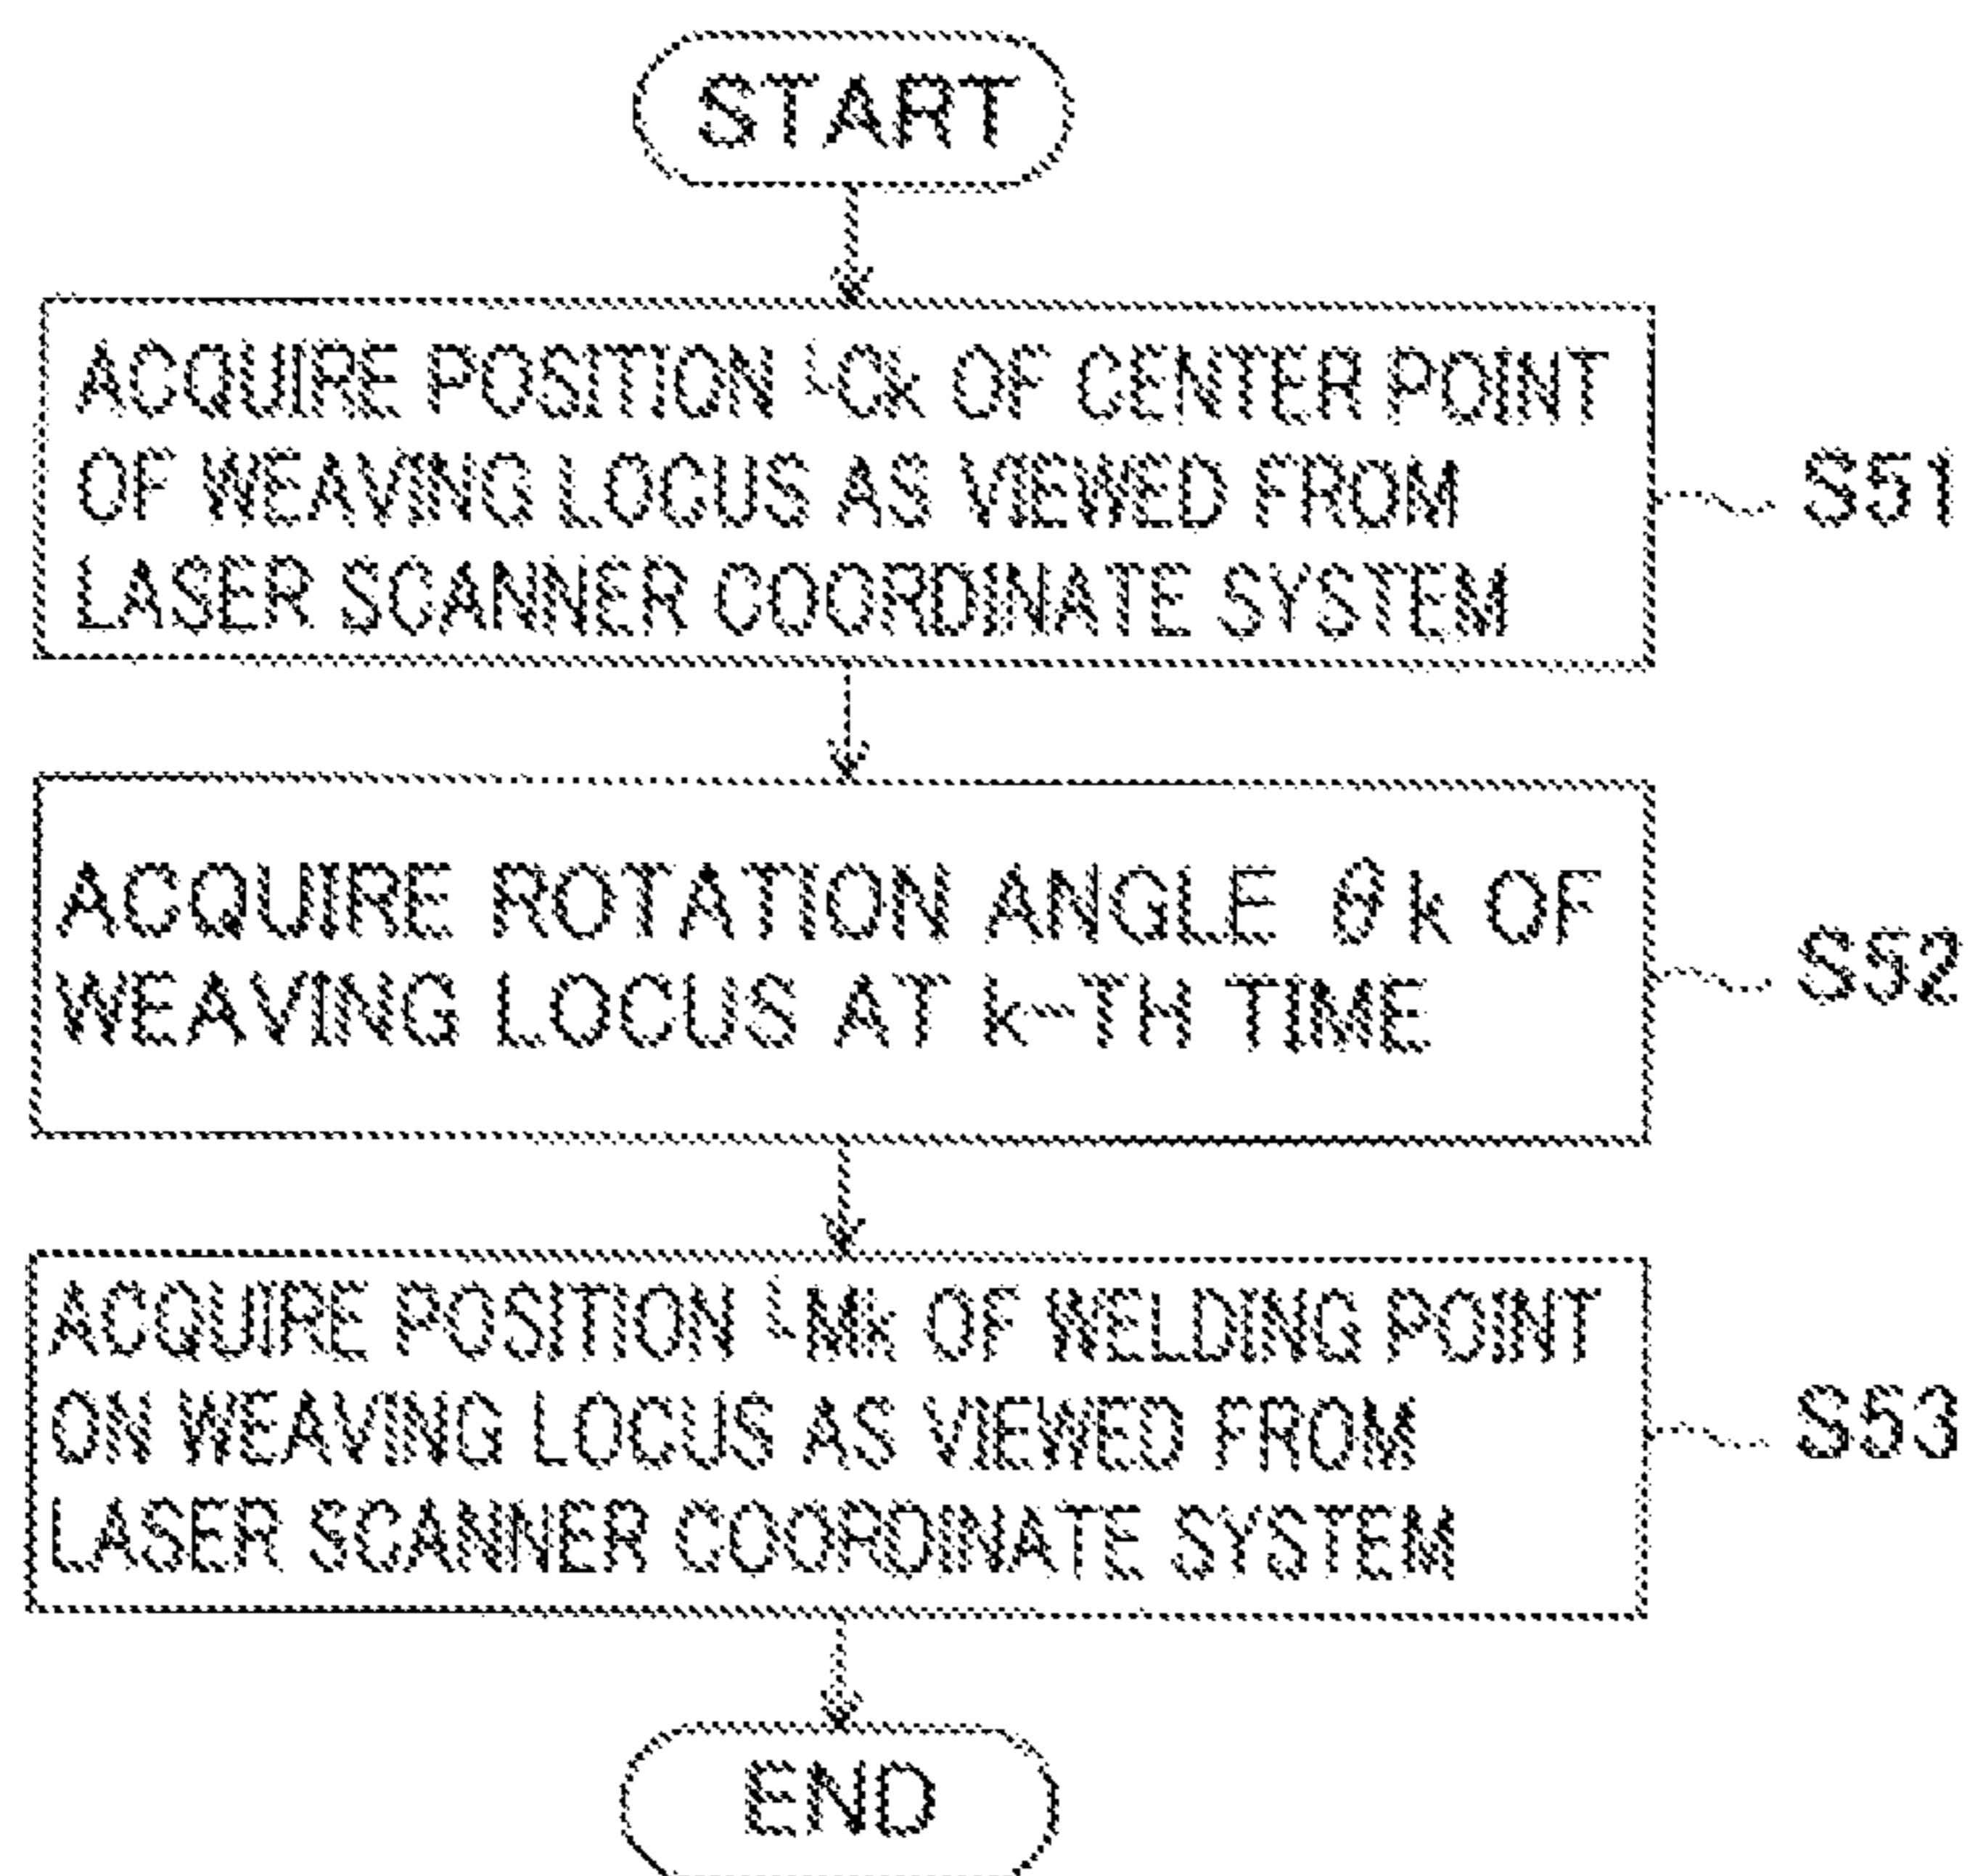 START
ACQUIRE POSITION ᴸCk OF CENTER POINT
OF WEAVING LOCUS AS VIEWED FROM
LASER SCANNER COORDINATE SYSTEM
S51
ACQUIRE ROTATION ANGLE θk OF
WEAVING LOCUS AT k-TH TIME
S52
ACQUIRE POSITION ᴸMk OF WELDING POINT
ON WEAVING LOCUS AS VIEWED FROM
LASER SCANNER COORDINATE SYSTEM
S53
END